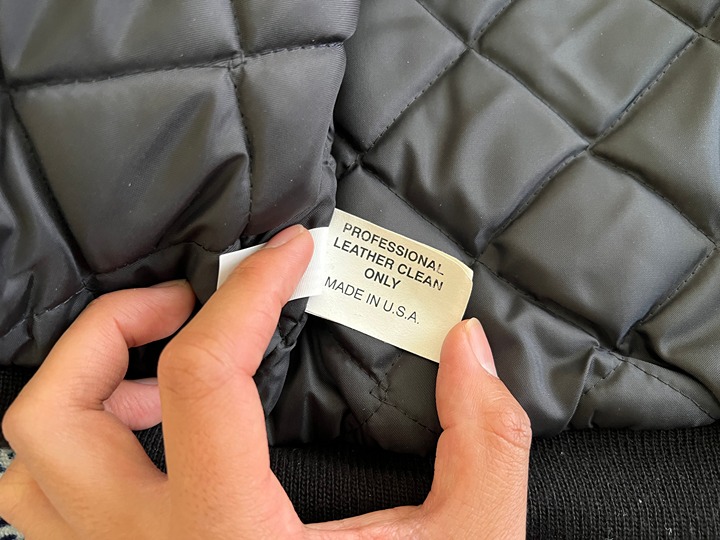 PROFESSIONAL
LEATHER CLEAN
ONLY
MADE IN U.S.A.